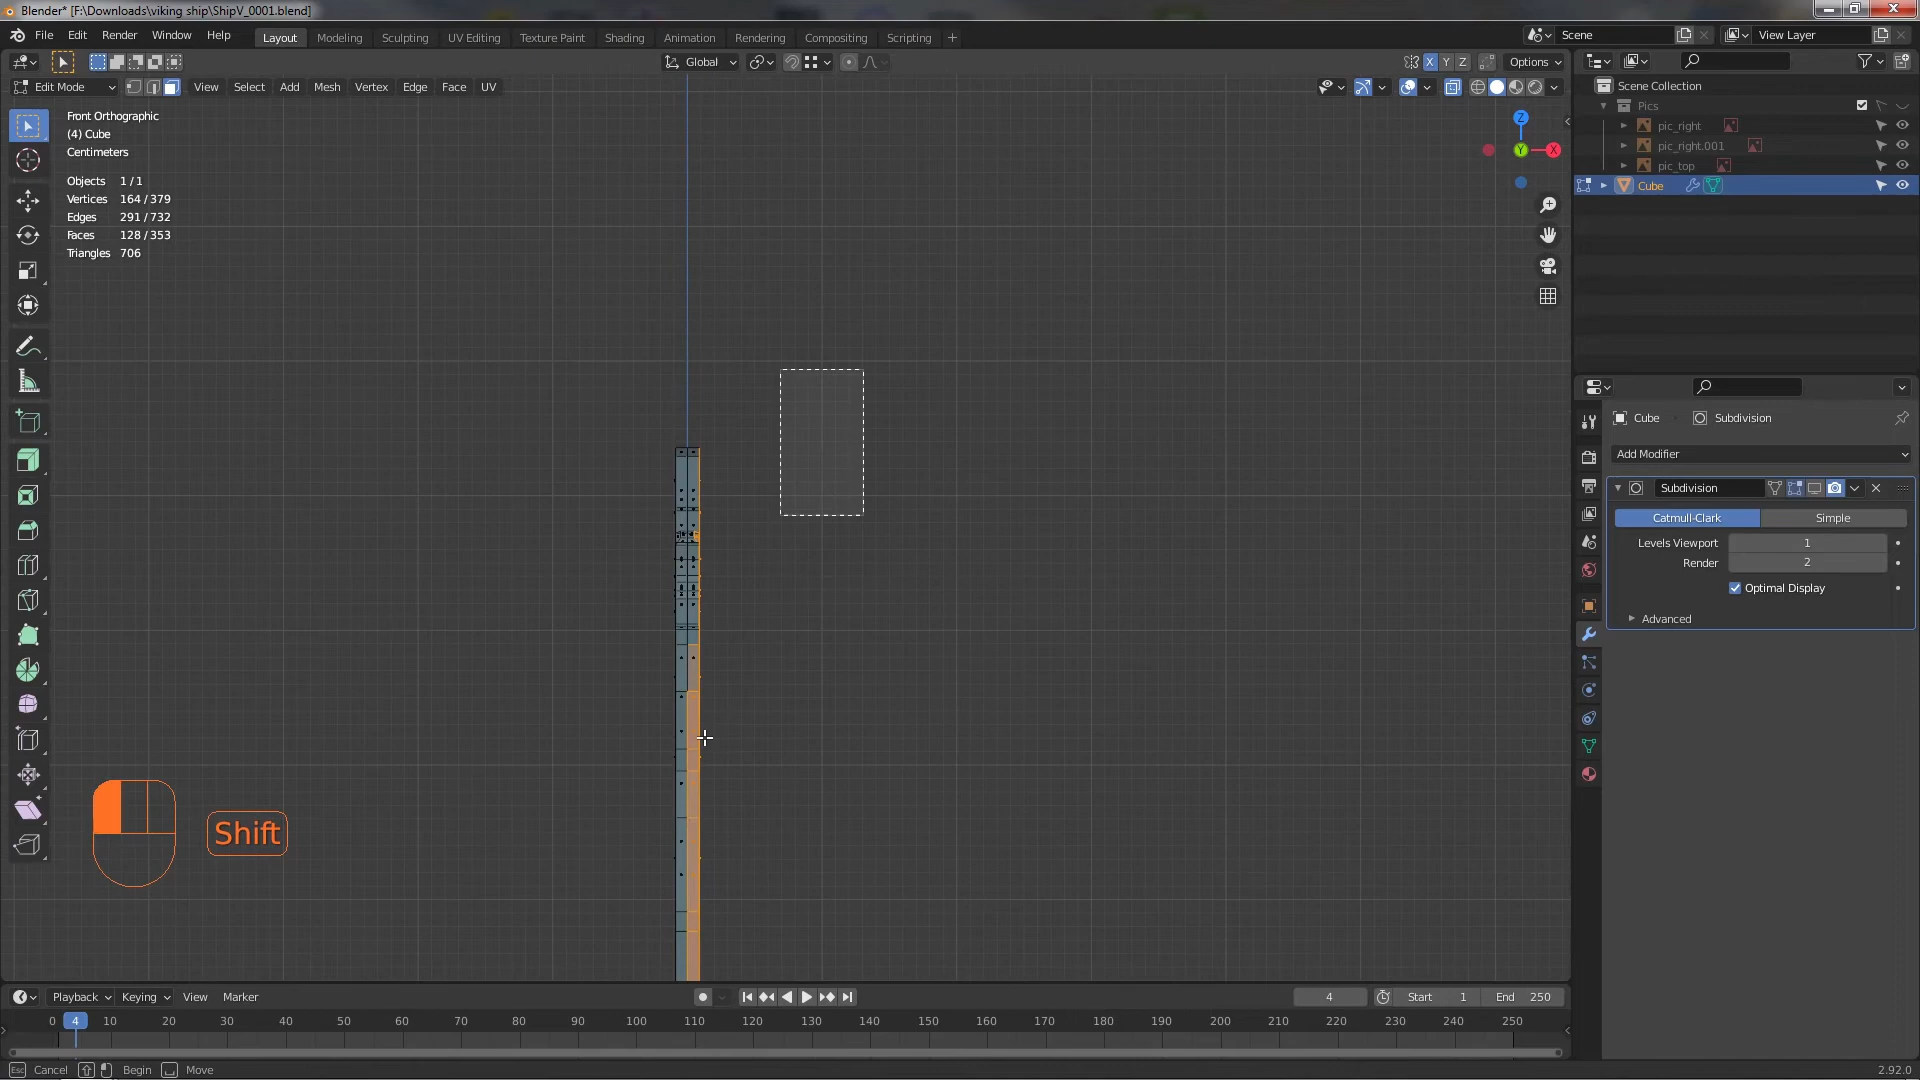 Blender* [F:\Downloads\viking ship\ShipV_0001.blend]
File Edit Render Window Help Layout Modeling Sculpting UV Editing Texture Paint Shading Animation Rendering Compositing Scripting Scene View Layer
Global X Y Z Options
Edit Mode View Select Add Mesh Vertex Edge Face UV
Scene Collection
Pics
pic_right
pic_right.001
pic_top
Cube
Front Orthographic
(4) Cube
Centimeters
Objects 1 / 1
Vertices 164 / 379
Edges 291 / 732
Faces 128 / 353
Triangles 706
Z
Y X
Cube Subdivision
Add Modifier
Subdivision
Catmull-Clark Simple
Levels Viewport 1
Render 2
Optimal Display
Advanced
Shift
Playback Keying View Marker 4 Start 1 End 250
0 4 10 20 30 40 50 60 70 80 90 100 110 120 130 140 150 160 170 180 190 200 210 220 230 240 250
Esc Cancel Begin Move 2.92.0